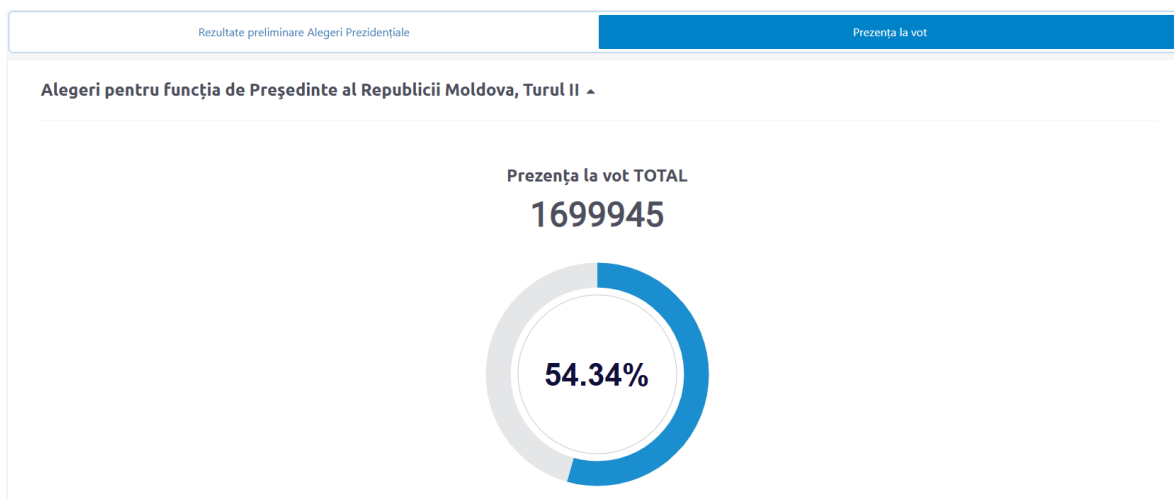 Rezultate preliminare Alegeri Prezidențiale
Prezența la vot
Alegeri pentru funcția de Președinte al Republicii Moldova, Turul II
Prezența la vot TOTAL
1699945
54.34%